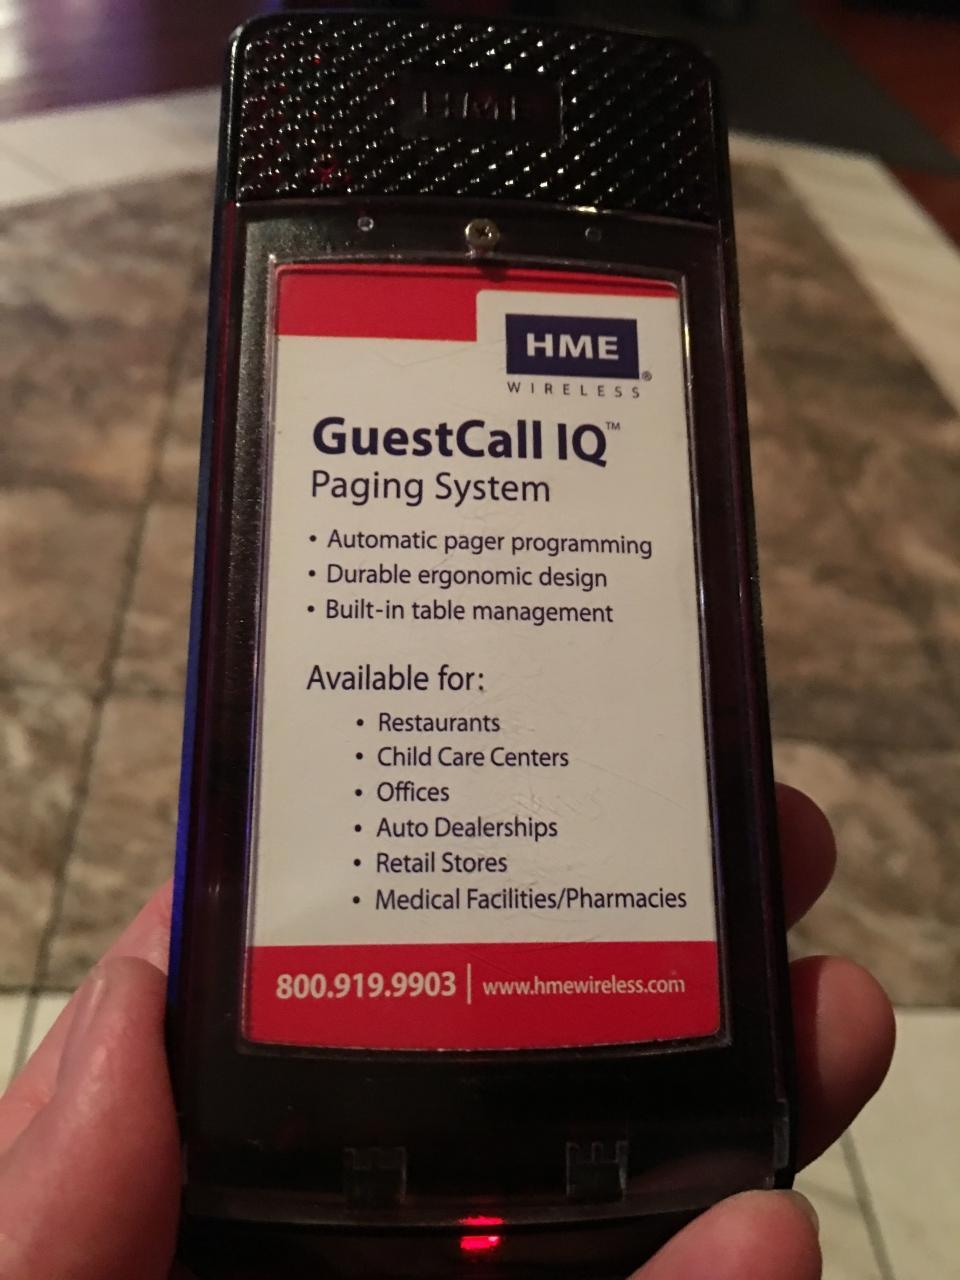 HME
HME®
WIRELESS
GuestCall IQ™
Paging System
• Automatic pager programming
• Durable ergonomic design
• Built-in table management
Available for:
• Restaurants
• Child Care Centers
• Offices
• Auto Dealerships
• Retail Stores
• Medical Facilities/Pharmacies
800.919.9903 | www.hmewireless.com